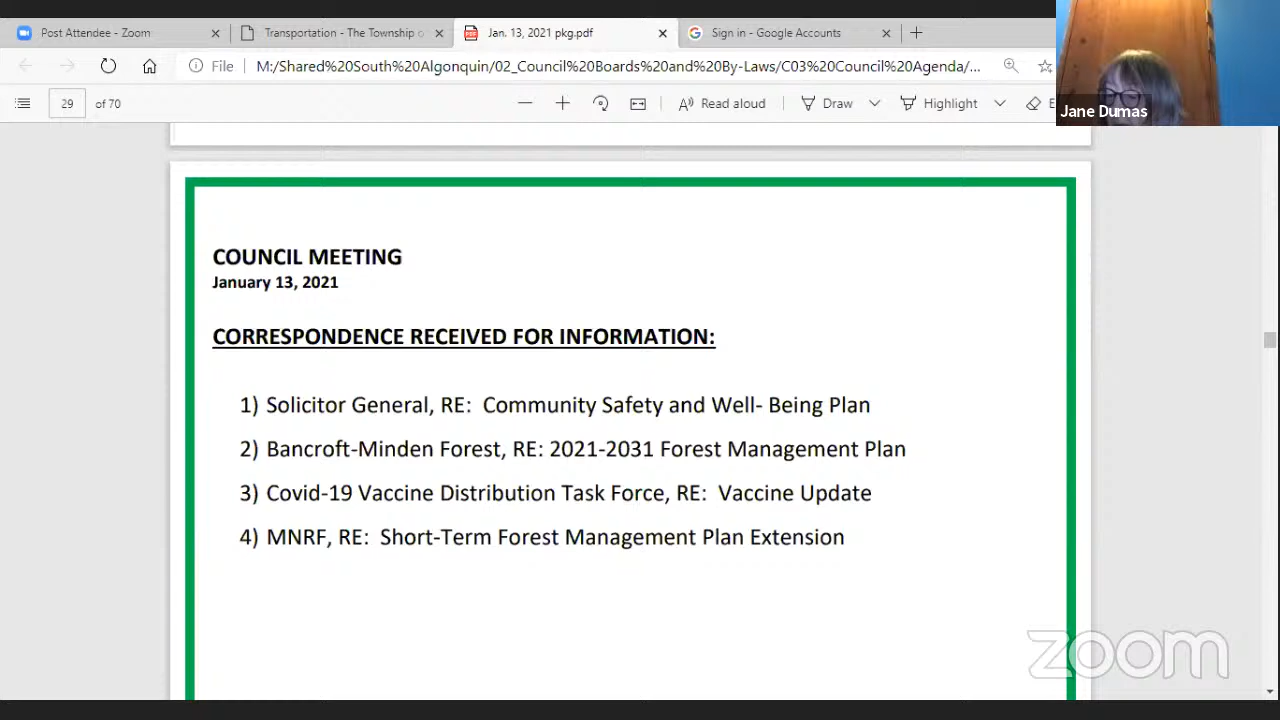 Post Attendee - Zoom
Transportation - The Township o
Jan. 13, 2021 pkg.pdf
Sign in - Google Accounts
File
M:/Shared%20South%20Algonquin/02_Council%20Boards%20and%20By-Laws/C03%20Council%20Agenda/...
29 of 70
Read aloud
Draw
Highlight
Jane Dumas
COUNCIL MEETING
January 13, 2021
CORRESPONDENCE RECEIVED FOR INFORMATION:
1) Solicitor General, RE: Community Safety and Well- Being Plan
2) Bancroft-Minden Forest, RE: 2021-2031 Forest Management Plan
3) Covid-19 Vaccine Distribution Task Force, RE: Vaccine Update
4) MNRF, RE: Short-Term Forest Management Plan Extension
zoom